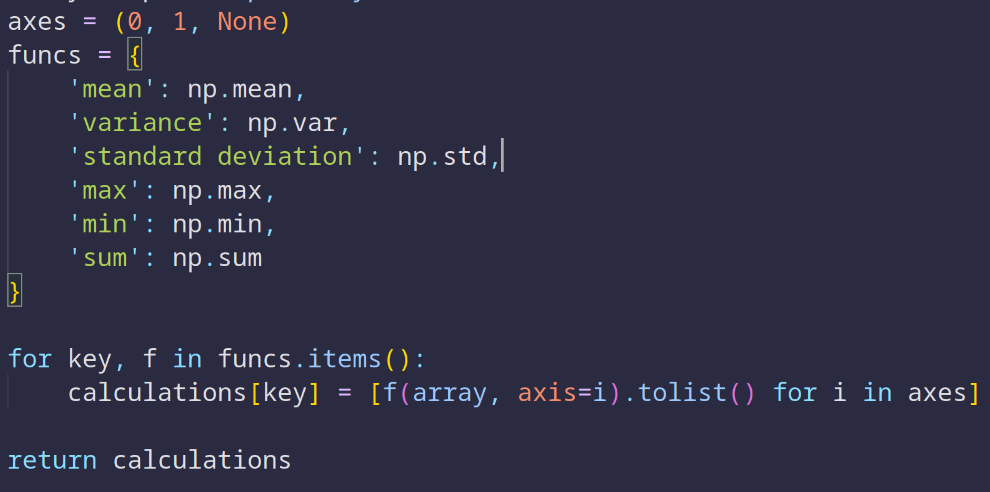 axes = (0, 1, None)
funcs = {
    'mean': np.mean,
    'variance': np.var,
    'standard deviation': np.std,
    'max': np.max,
    'min': np.min,
    'sum': np.sum
}
for key, f in funcs.items():
    calculations[key] = [f(array, axis=i).tolist() for i in axes]
return calculations